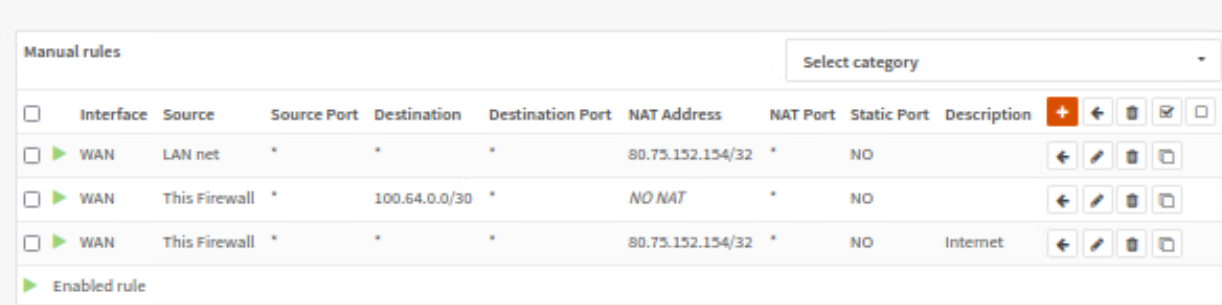 Manual rules
Select category
Interface Source Source Port Destination Destination Port NAT Address NAT Port Static Port Description
WAN LAN net * * * 80.75.152.154/32 * NO
WAN This Firewall * 100.64.0.0/30 * NO NAT * NO
WAN This Firewall * * * 80.75.152.154/32 * NO Internet
Enabled rule